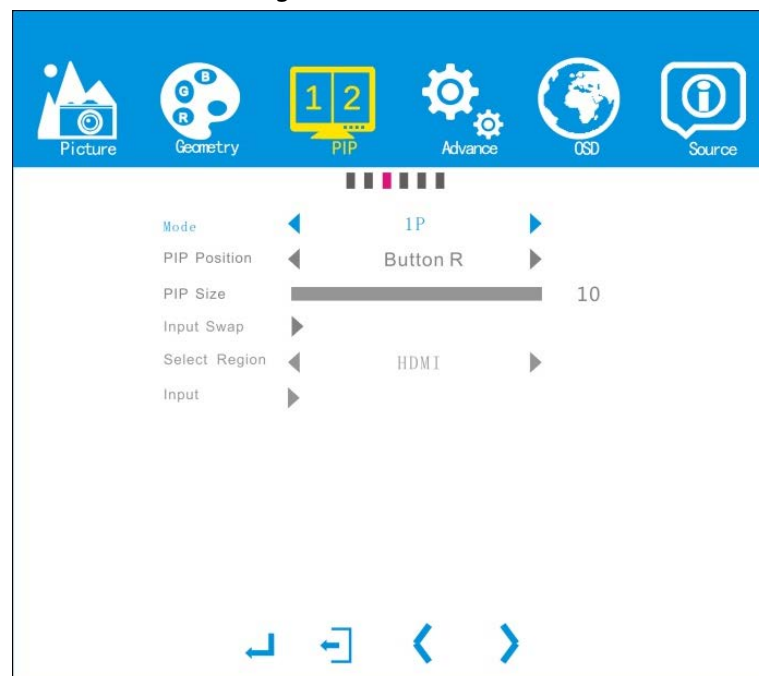 B
G
R
1 2
Picture Geometry PIP Advance OSD Source
Mode 1P
PIP Position Button R
PIP Size 10
Input Swap
Select Region HDMI
Input